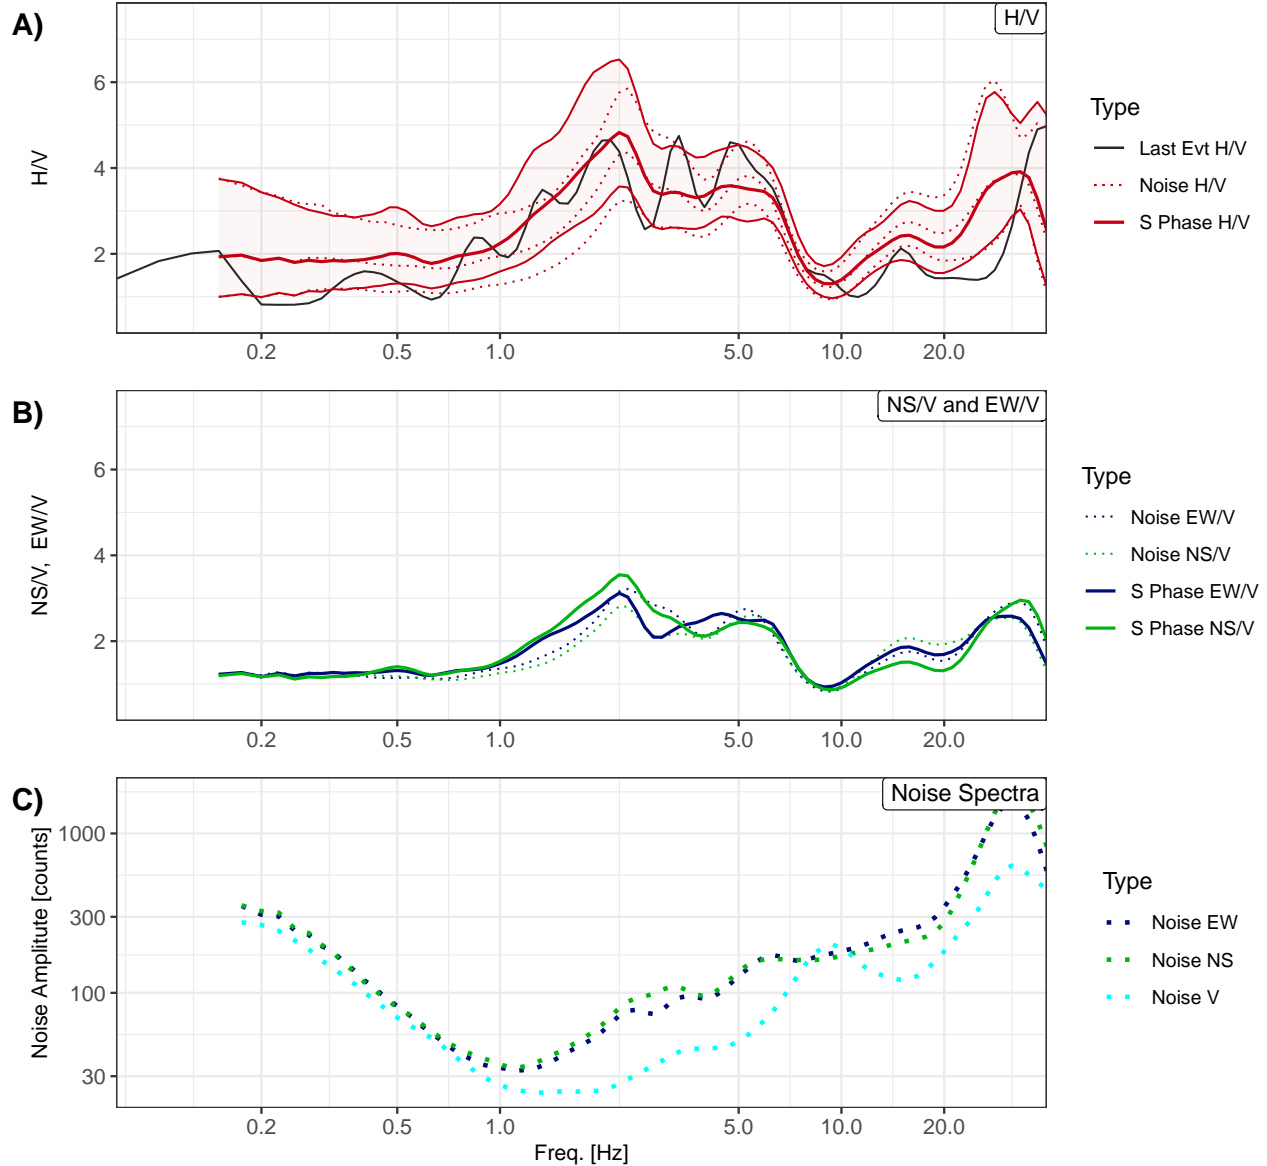 A)
H/V
H/V
6
4
2
0.2 0.5 1.0 5.0 10.0 20.0
Type
Last Evt H/V
Noise H/V
S Phase H/V
B)
NS/V and EW/V
NS/V,  EW/V
6
4
2
0.2 0.5 1.0 5.0 10.0 20.0
Type
Noise EW/V
Noise NS/V
S Phase EW/V
S Phase NS/V
C)
Noise Spectra
Noise Amplitute [counts]
1000
300
100
30
0.2 0.5 1.0 5.0 10.0 20.0
Freq. [Hz]
Type
Noise EW
Noise NS
Noise V